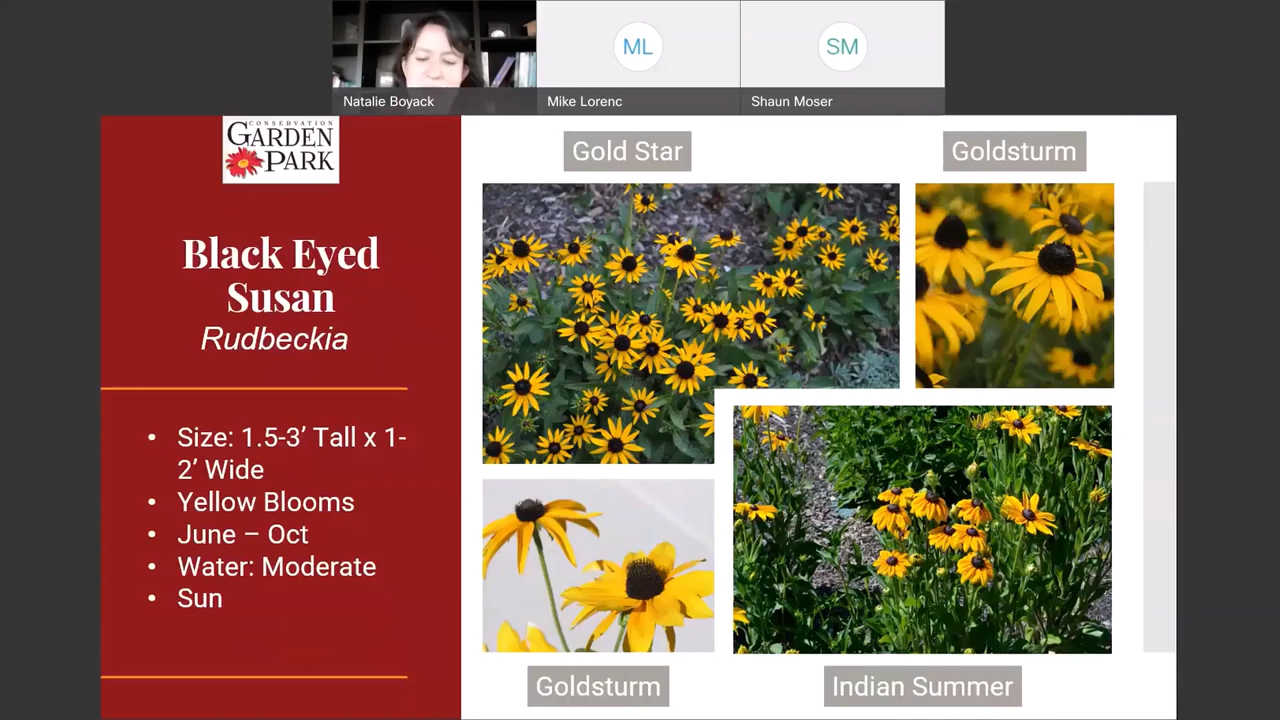 ML
SM
Natalie Boyack
Mike Lorenc
Shaun Moser
CONSERVATION
GARDEN
PARK
Black Eyed
Susan
Rudbeckia
• Size: 1.5-3’ Tall x 1-
2’ Wide
• Yellow Blooms
• June – Oct
• Water: Moderate
• Sun
Gold Star
Goldsturm
Goldsturm
Indian Summer